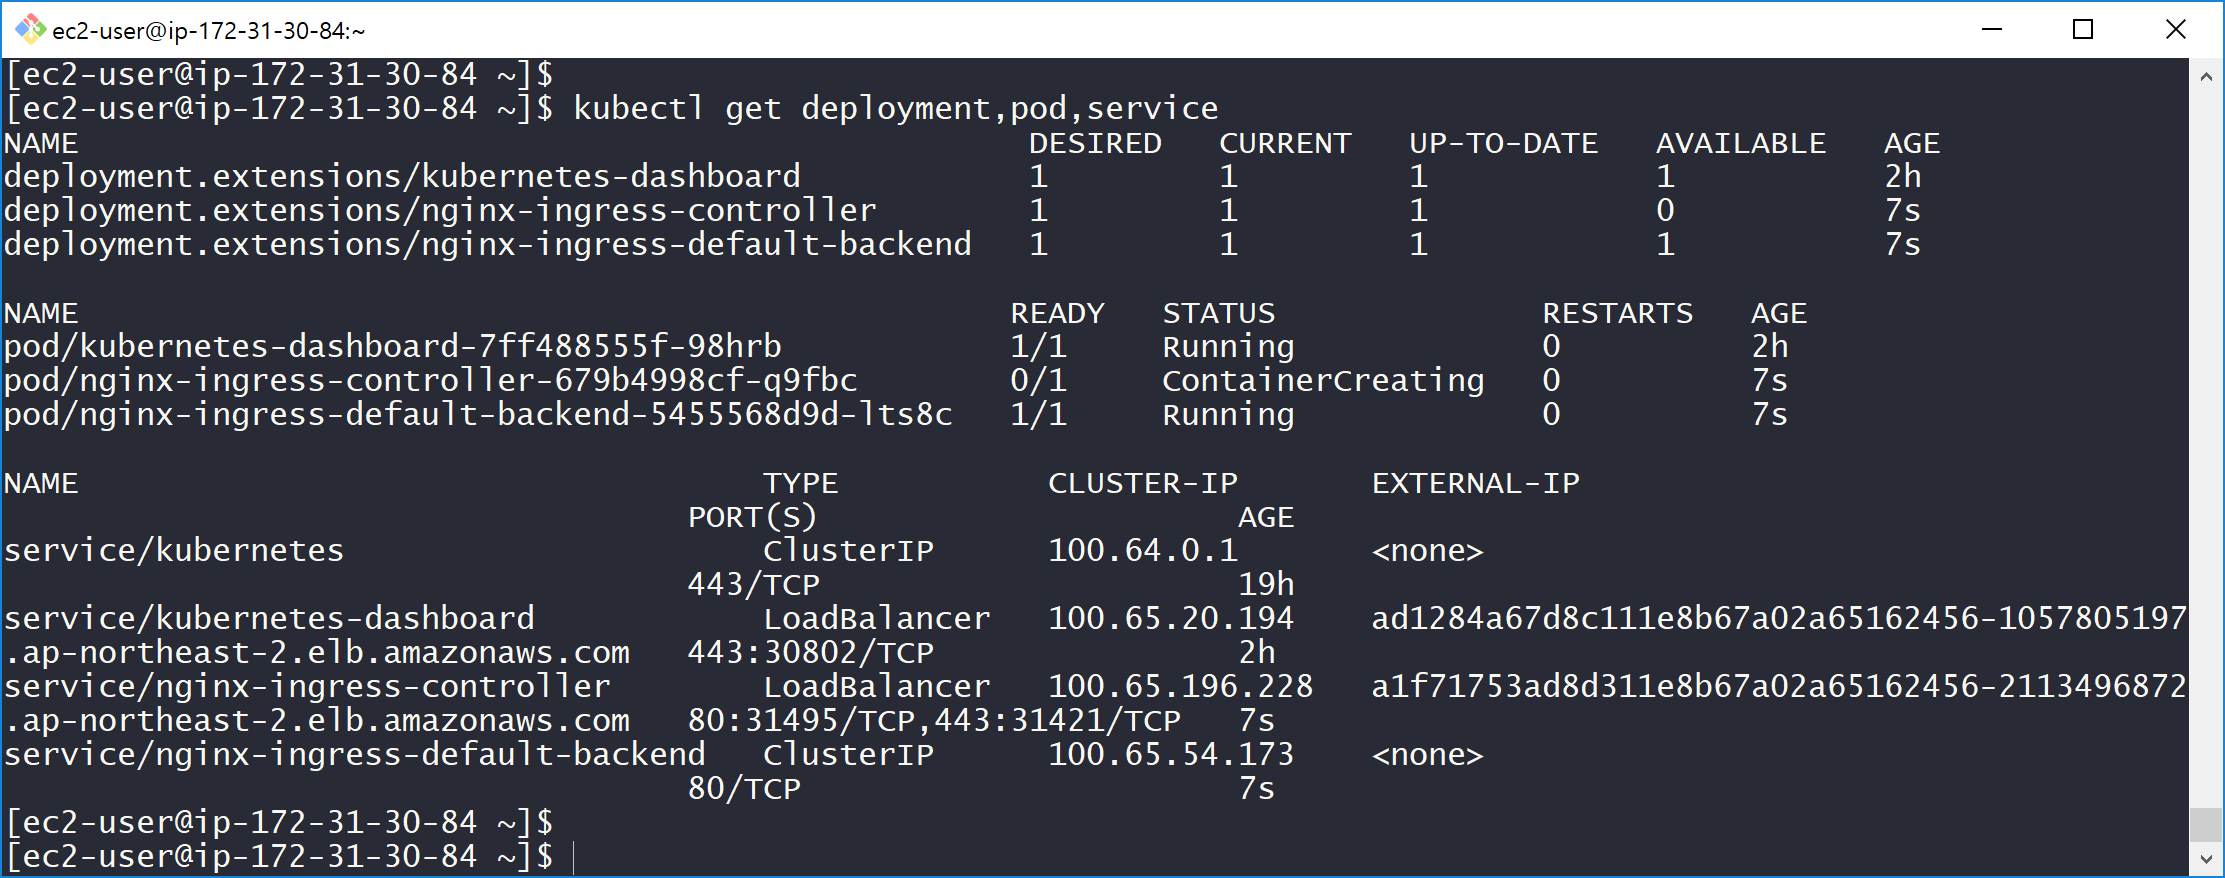 ec2-user@ip-172-31-30-84:~
[ec2-user@ip-172-31-30-84 ~]$
[ec2-user@ip-172-31-30-84 ~]$ kubectl get deployment,pod,service
NAME DESIRED CURRENT UP-TO-DATE AVAILABLE AGE
deployment.extensions/kubernetes-dashboard 1 1 1 1 2h
deployment.extensions/nginx-ingress-controller 1 1 1 0 7s
deployment.extensions/nginx-ingress-default-backend 1 1 1 1 7s
NAME READY STATUS RESTARTS AGE
pod/kubernetes-dashboard-7ff488555f-98hrb 1/1 Running 0 2h
pod/nginx-ingress-controller-679b4998cf-q9fbc 0/1 ContainerCreating 0 7s
pod/nginx-ingress-default-backend-5455568d9d-lts8c 1/1 Running 0 7s
NAME TYPE CLUSTER-IP EXTERNAL-IP
PORT(S) AGE
service/kubernetes ClusterIP 100.64.0.1 <none>
443/TCP 19h
service/kubernetes-dashboard LoadBalancer 100.65.20.194 ad1284a67d8c111e8b67a02a65162456-1057805197
.ap-northeast-2.elb.amazonaws.com 443:30802/TCP 2h
service/nginx-ingress-controller LoadBalancer 100.65.196.228 a1f71753ad8d311e8b67a02a65162456-2113496872
.ap-northeast-2.elb.amazonaws.com 80:31495/TCP,443:31421/TCP 7s
service/nginx-ingress-default-backend ClusterIP 100.65.54.173 <none>
80/TCP 7s
[ec2-user@ip-172-31-30-84 ~]$
[ec2-user@ip-172-31-30-84 ~]$